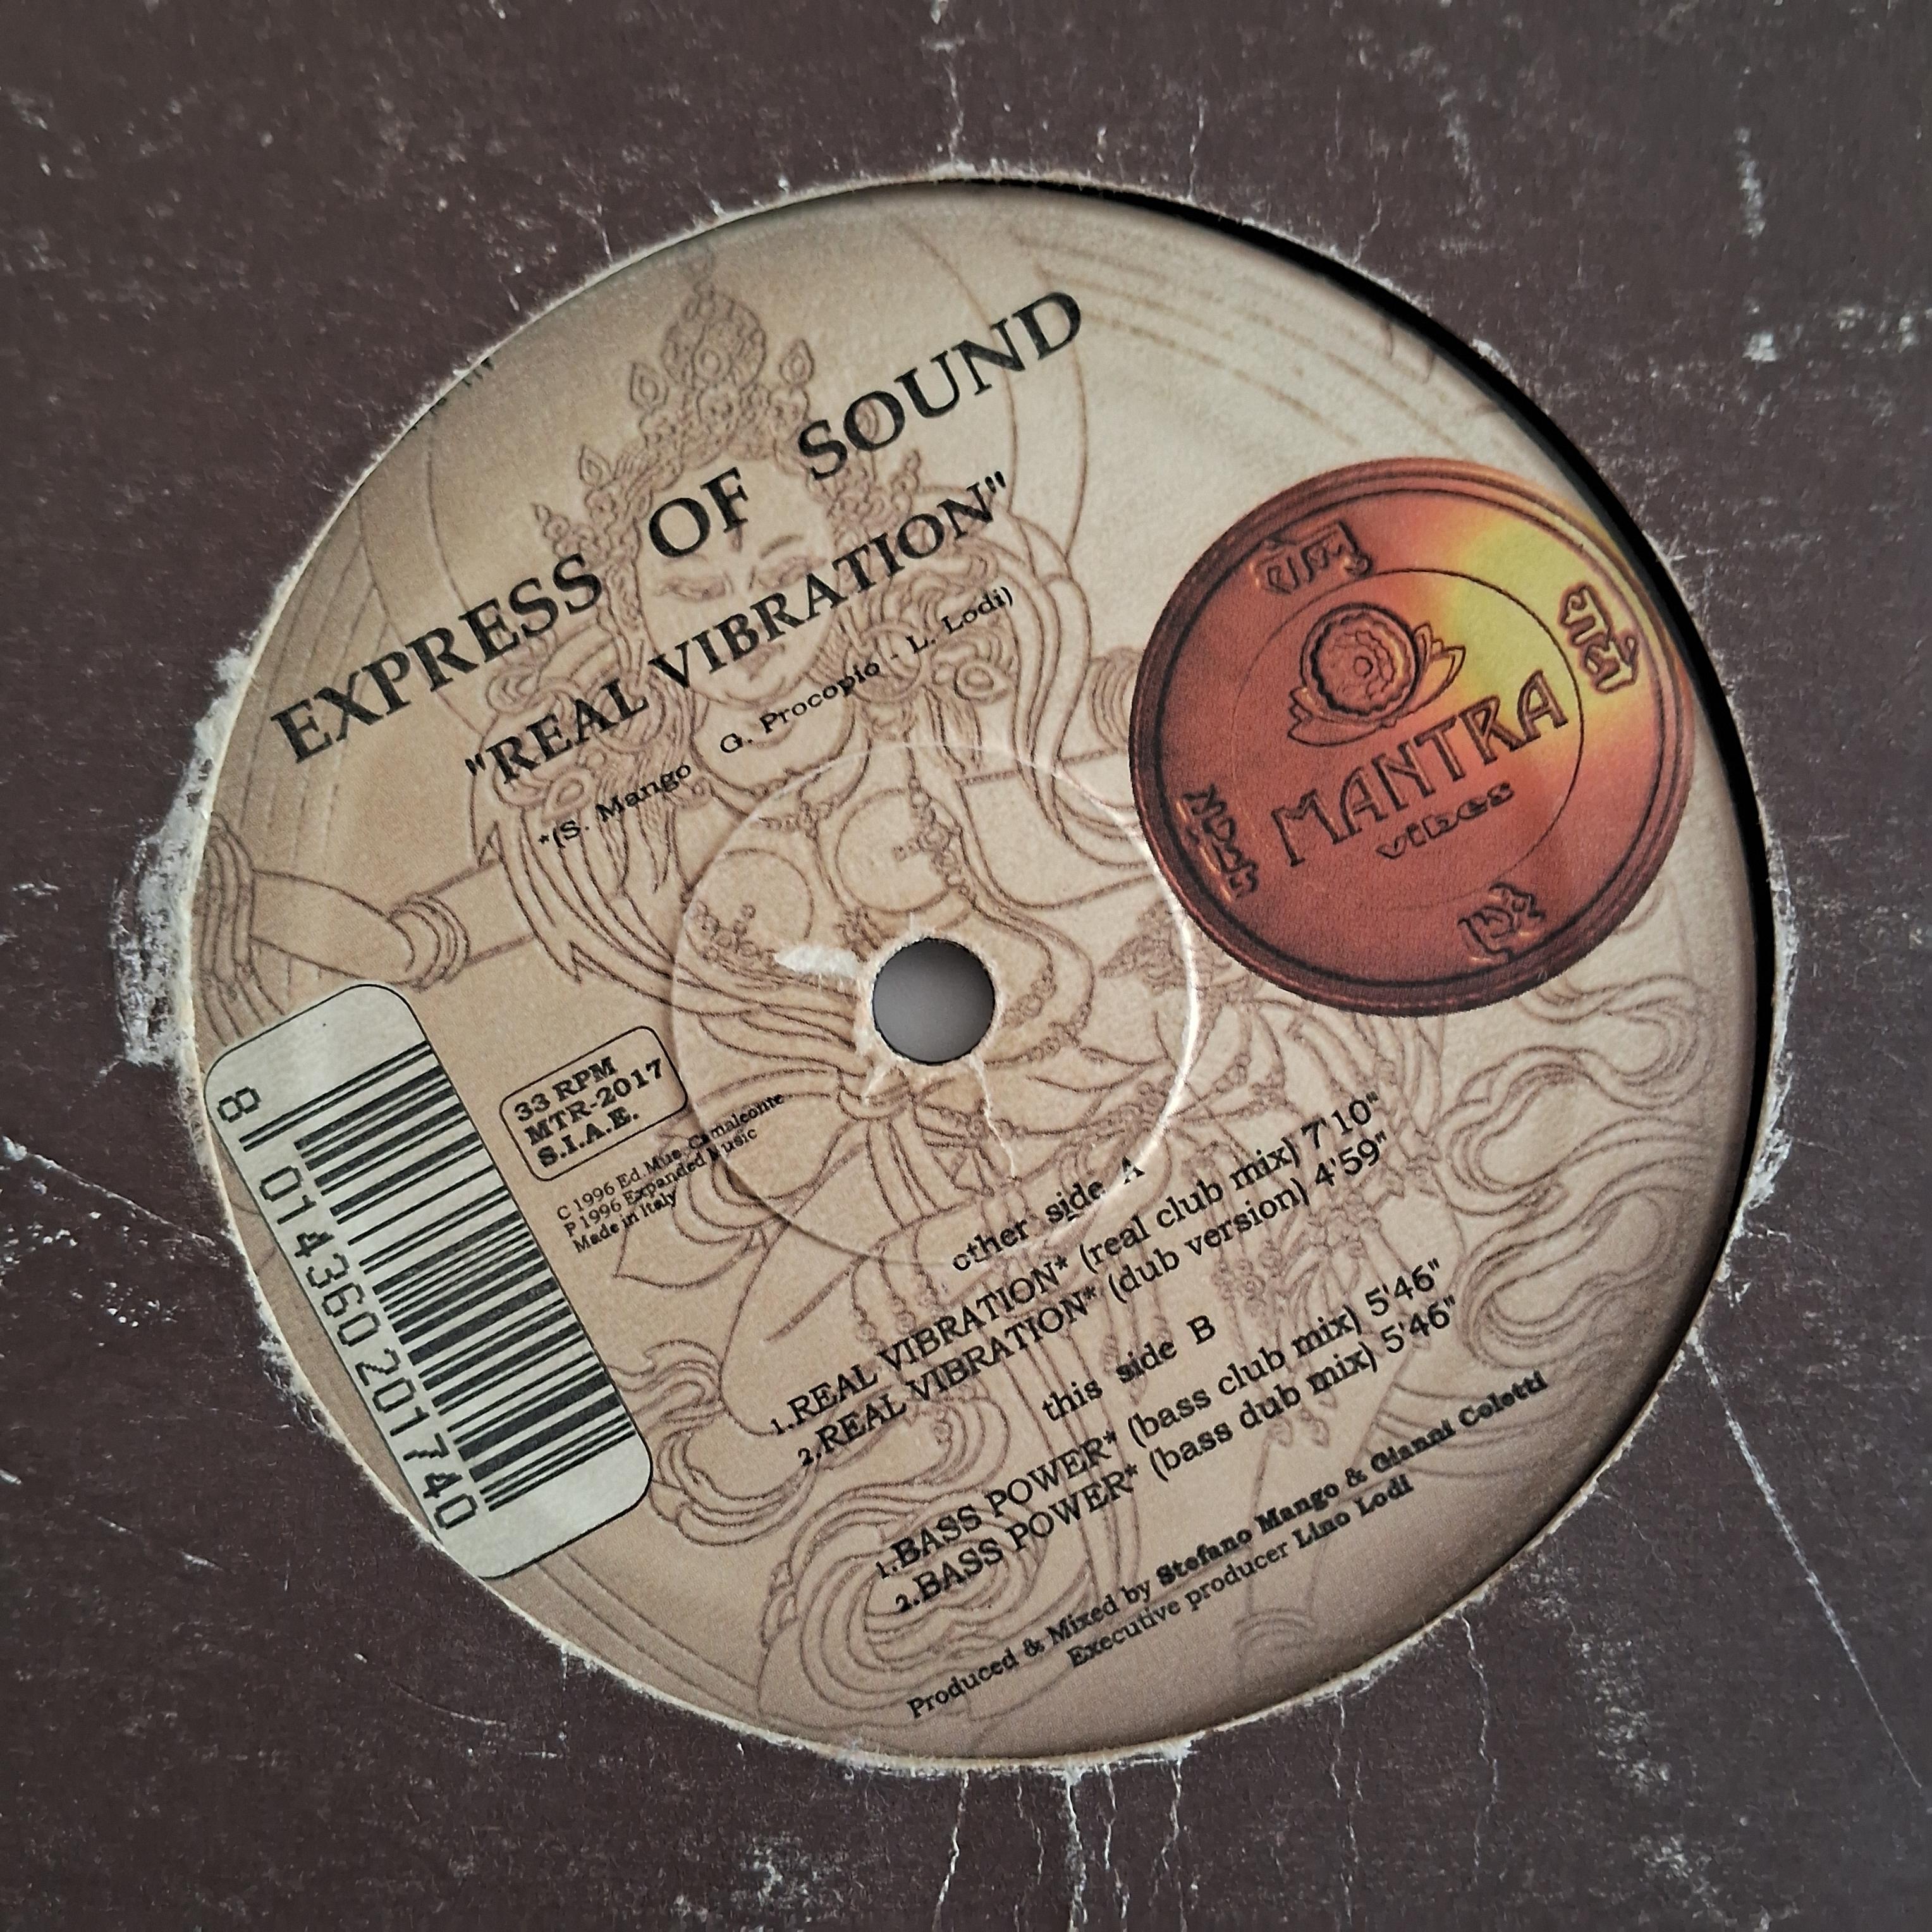 EXPRESS OF SOUND
"REAL VIBRATION"
*(S. Mango - G. Procopio - L. Lodi)
MANTRA
vibes
33 RPM
MTR-2017
S.I.A.E.
C 1996 Ed.Mus. Camaleonte
P 1996 Expanded Music
Made in Italy
8 014360 201740
other side A
1.REAL VIBRATION* (real club mix) 7'10"
2.REAL VIBRATION* (dub version) 4'59"
this side B
1.BASS POWER* (bass club mix) 5'46"
2.BASS POWER* (bass dub mix) 5'46"
Produced & Mixed by Stefano Mango & Gianni Coletti
Executive producer Lino Lodi